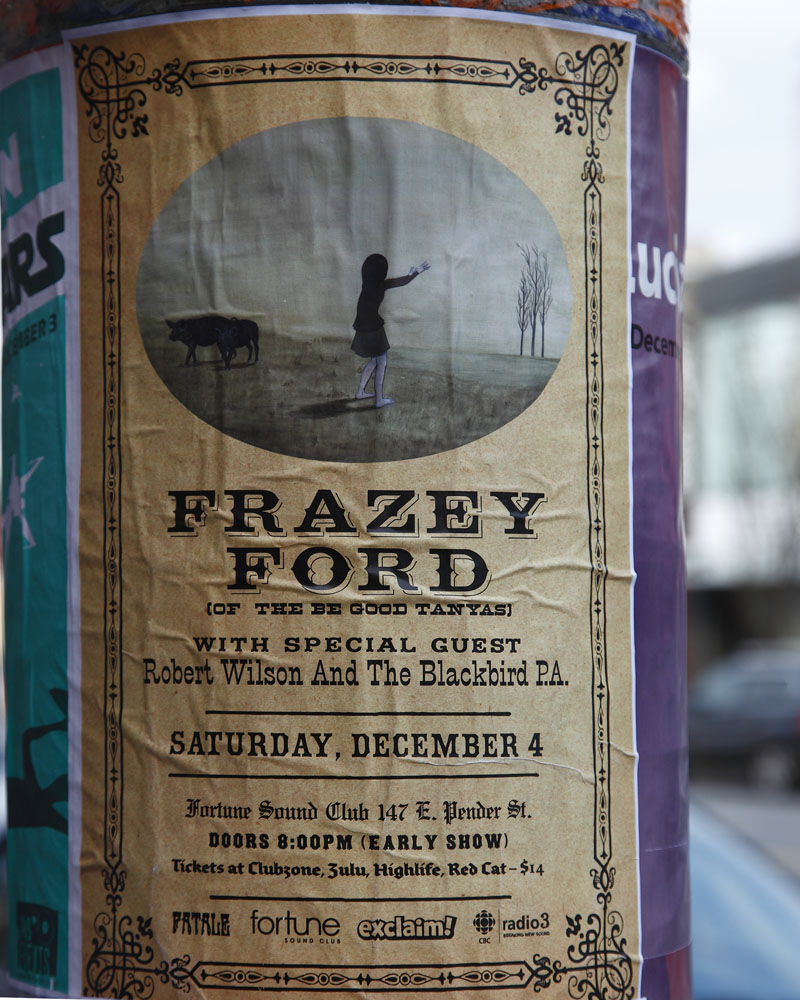 FRAZEY
FORD
(OF THE BE GOOD TANYAS)
WITH SPECIAL GUEST
Robert Wilson And The Blackbird P.A.
SATURDAY, DECEMBER 4
Fortune Sound Club 147 E. Pender St.
DOORS 8:00PM (EARLY SHOW)
Tickets at Clubzone, Zulu, Highlife, Red Cat – $14
FATALE
fortune
SOUND CLUB
exclaim!
CBC
radio3